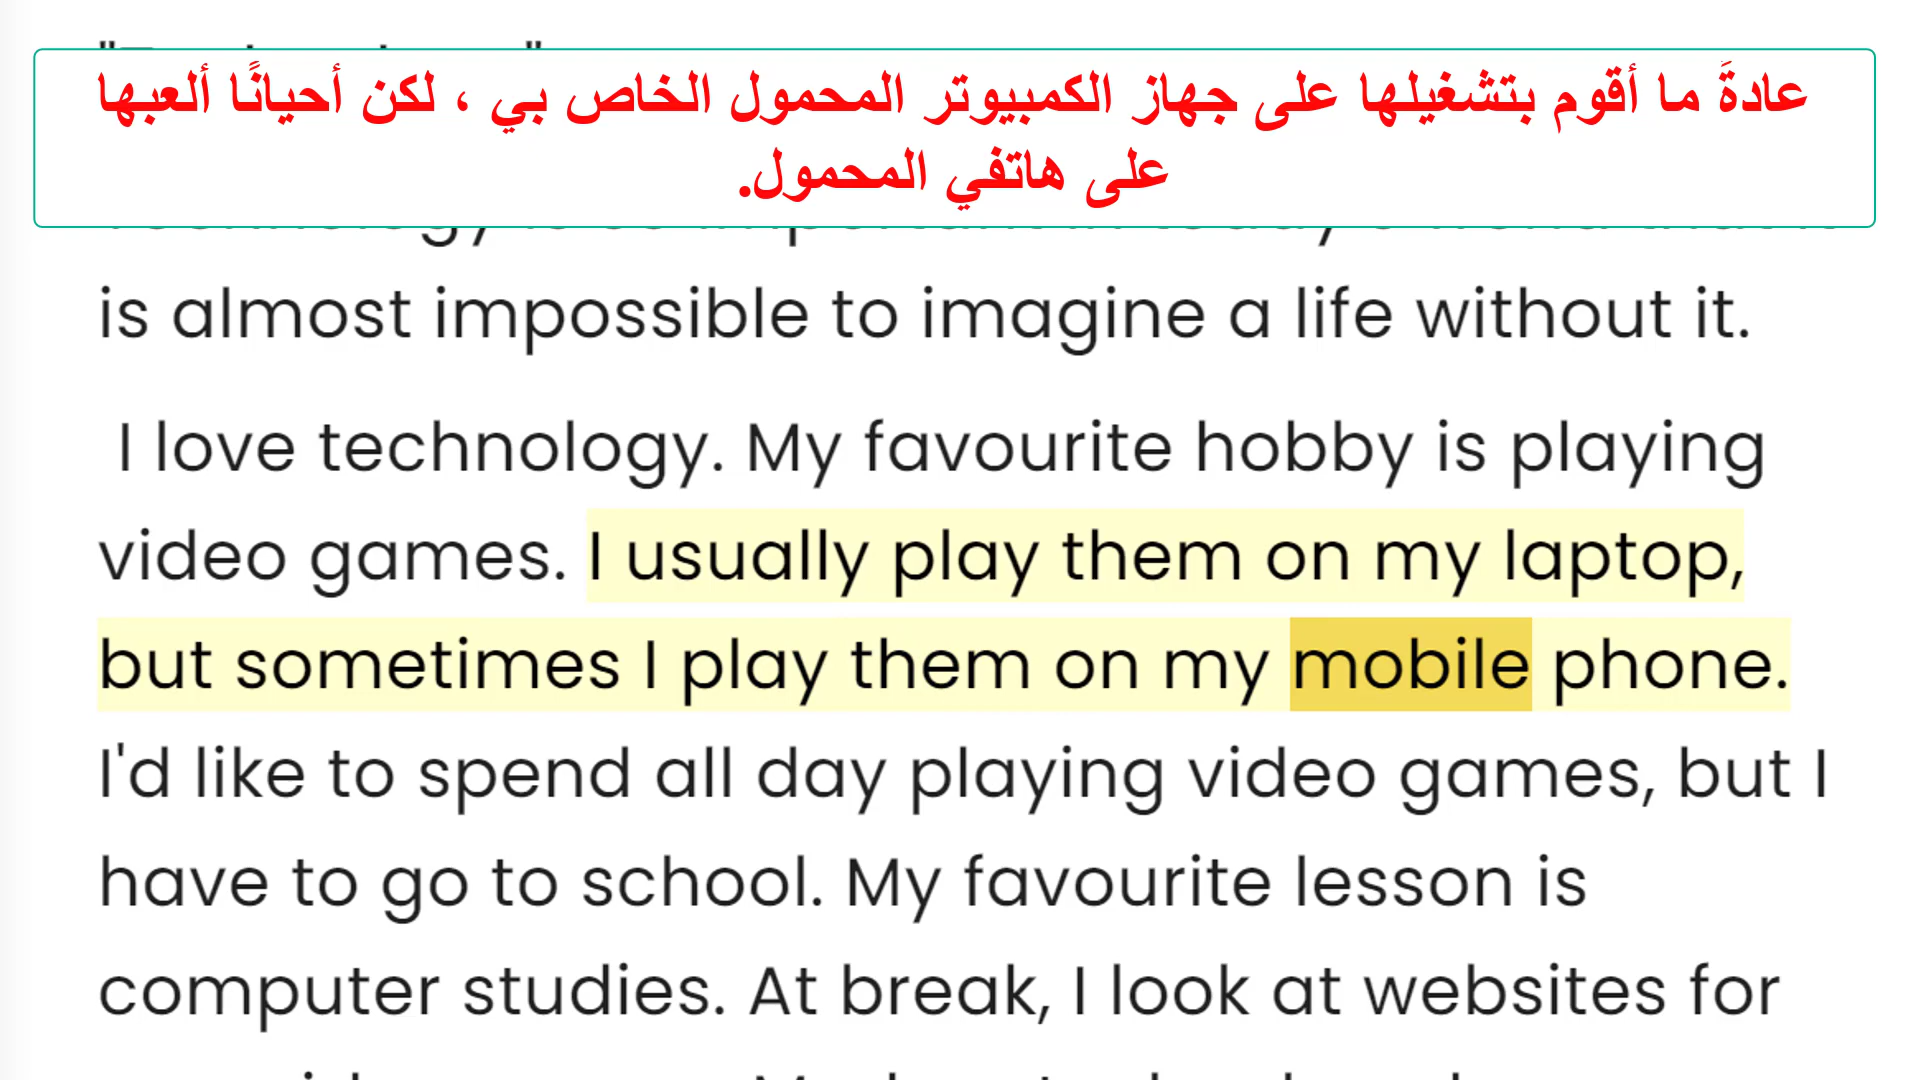 عادةً ما أقوم بتشغيلها على جهاز الكمبيوتر المحمول الخاص بي ، لكن أحيانًا ألعبها
على هاتفي المحمول.
is almost impossible to imagine a life without it.
I love technology. My favourite hobby is playing
video games. I usually play them on my laptop,
but sometimes I play them on my mobile phone.
I'd like to spend all day playing video games, but I
have to go to school. My favourite lesson is
computer studies. At break, I look at websites for